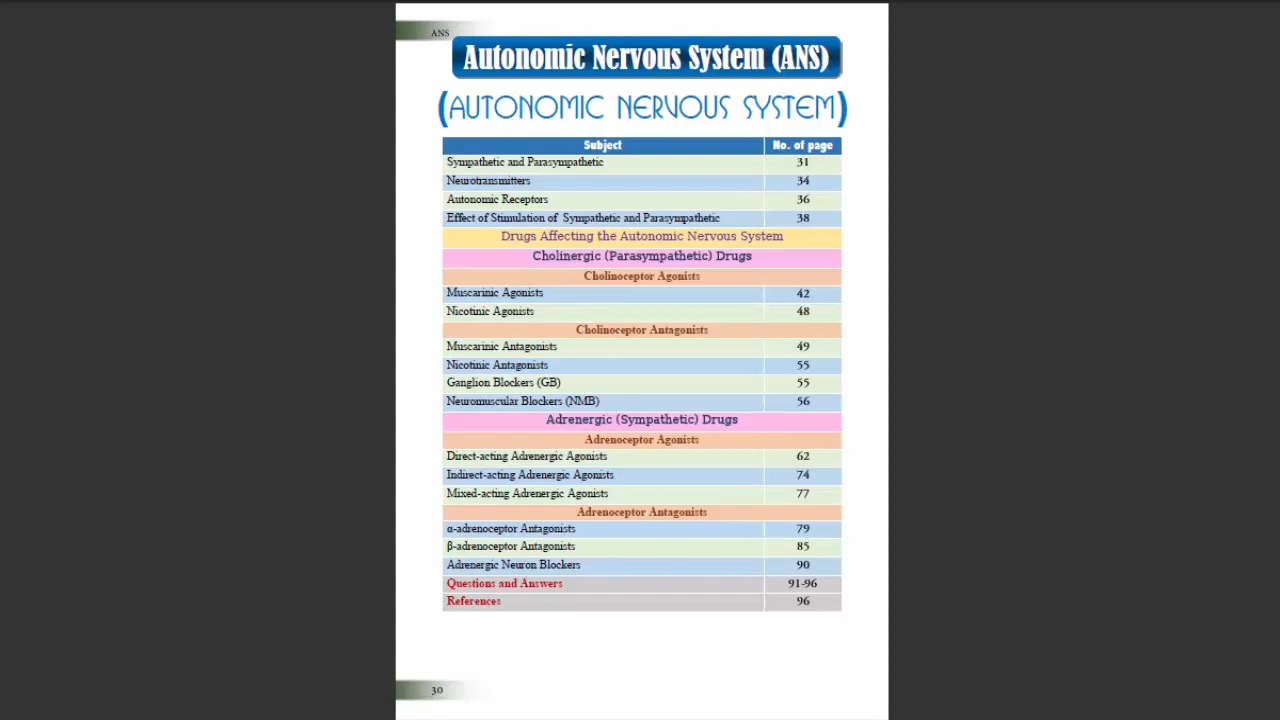 ANS
Autonomic Nervous System (ANS)
(AUTONOMIC NERVOUS SYSTEM)
Subject No. of page
Sympathetic and Parasympathetic 31
Neurotransmitters 34
Autonomic Receptors 36
Effect of Stimulation of Sympathetic and Parasympathetic 38
Drugs Affecting the Autonomic Nervous System
Cholinergic (Parasympathetic) Drugs
Cholinoceptor Agonists
Muscarinic Agonists 42
Nicotinic Agonists 48
Cholinoceptor Antagonists
Muscarinic Antagonists 49
Nicotinic Antagonists 55
Ganglion Blockers (GB) 55
Neuromuscular Blockers (NMB) 56
Adrenergic (Sympathetic) Drugs
Adrenoceptor Agonists
Direct-acting Adrenergic Agonists 62
Indirect-acting Adrenergic Agonists 74
Mixed-acting Adrenergic Agonists 77
Adrenoceptor Antagonists
α-adrenoceptor Antagonists 79
β-adrenoceptor Antagonists 85
Adrenergic Neuron Blockers 90
Questions and Answers 91-96
References 96
30